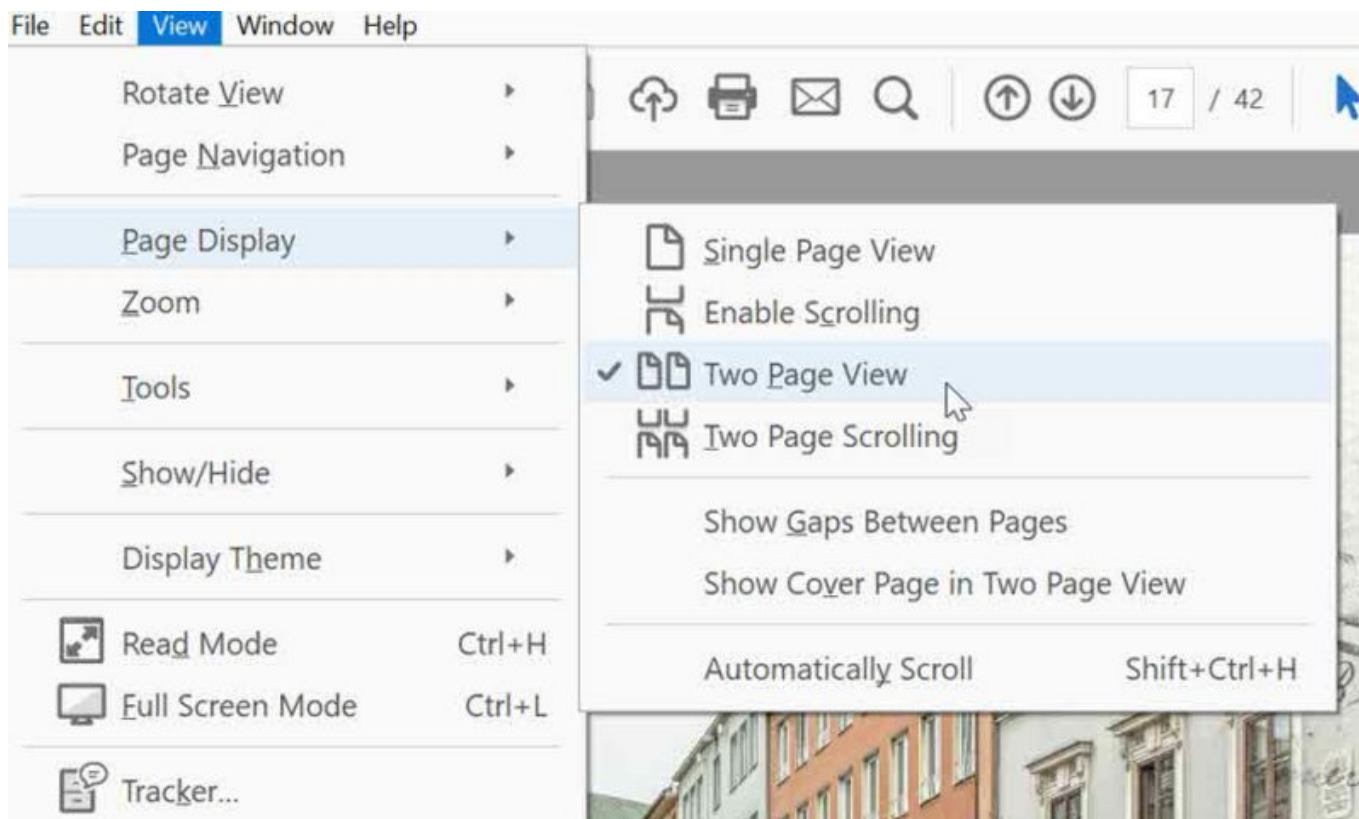 File Edit View Window Help
17 / 42
Rotate View
Page Navigation
Page Display
Zoom
Tools
Show/Hide
Display Theme
Read Mode Ctrl+H
Full Screen Mode Ctrl+L
Tracker...
Single Page View
Enable Scrolling
Two Page View
Two Page Scrolling
Show Gaps Between Pages
Show Cover Page in Two Page View
Automatically Scroll Shift+Ctrl+H